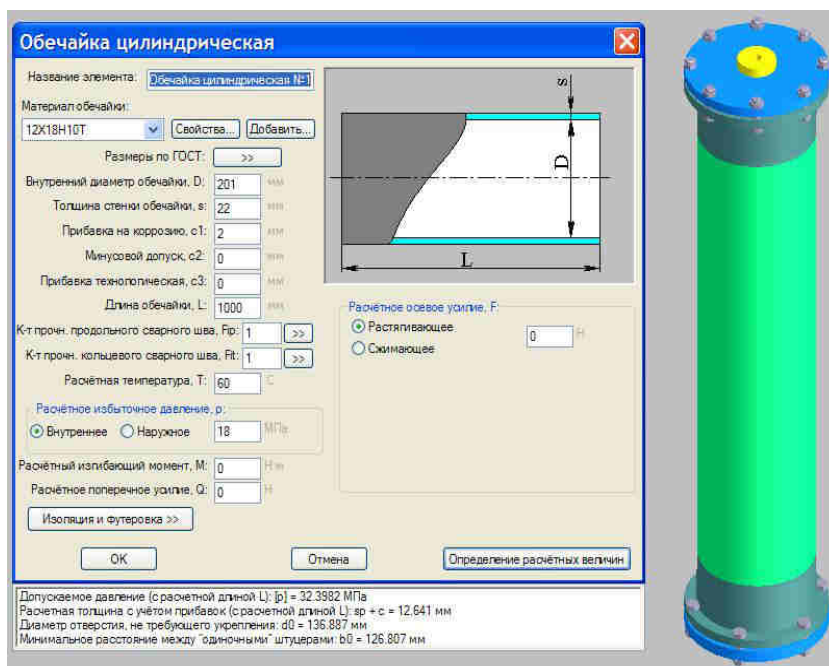 Обечайка цилиндрическая
Название элемента: Обечайка цилиндрическая №1
Материал обечайки:
12Х18Н10Т Свойства... Добавить...
Размеры по ГОСТ: >>
Внутренний диаметр обечайки, D: 201 мм
Толщина стенки обечайки, s: 22 мм
Прибавка на коррозию, c1: 2 мм
Минусовой допуск, c2: 0 мм
Прибавка технологическая, c3: 0 мм
Длина обечайки, L: 1000 мм
К-т прочн. продольного сварного шва, Fip: 1 >>
К-т прочн. кольцевого сварного шва, Fit: 1 >>
Расчётная температура, T: 60 C
Расчётное избыточное давление, p:
Внутреннее Наружное 18 МПа
Расчётный изгибающий момент, M: 0 Н м
Расчётное поперечное усилие, Q: 0 Н
Изоляция и футеровка >>
s
D
L
Расчётное осевое усилие, F:
Растягивающее 0 Н
Сжимающее
OK Отмена Определение расчётных величин
Допускаемое давление (с расчетной длиной L): [p] = 32.3982 МПа
Расчетная толщина с учётом прибавок (с расчетной длиной L): sp + c = 12.641 мм
Диаметр отверстия, не требующего укрепления: d0 = 136.887 мм
Минимальное расстояние между "одиночными" штуцерами: b0 = 126.807 мм